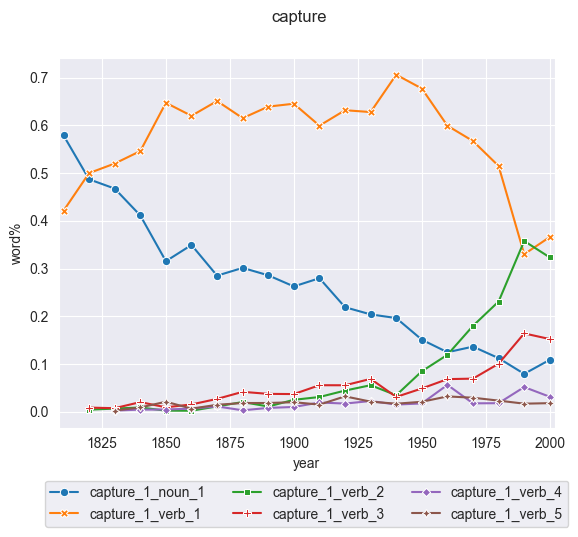 capture
0.7
0.6
0.5
0.4
0.3
0.2
0.1
0.0
word%
1825 1850 1875 1900 1925 1950 1975 2000
year
capture_1_noun_1 capture_1_verb_2 capture_1_verb_4
capture_1_verb_1 capture_1_verb_3 capture_1_verb_5